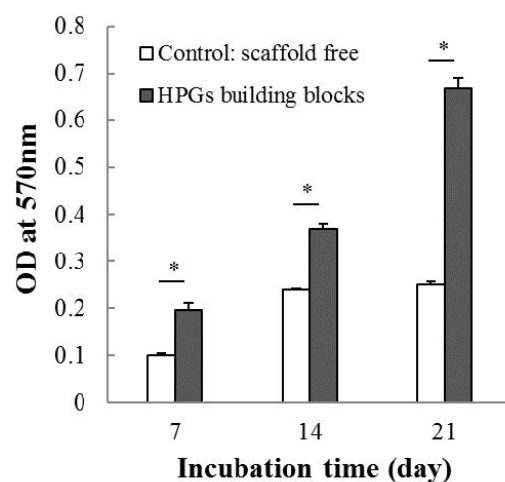 OD at 570nm
0.8
0.7
0.6
0.5
0.4
0.3
0.2
0.1
0
Control: scaffold free
HPGs building blocks
*
*
*
7 14 21
Incubation time (day)